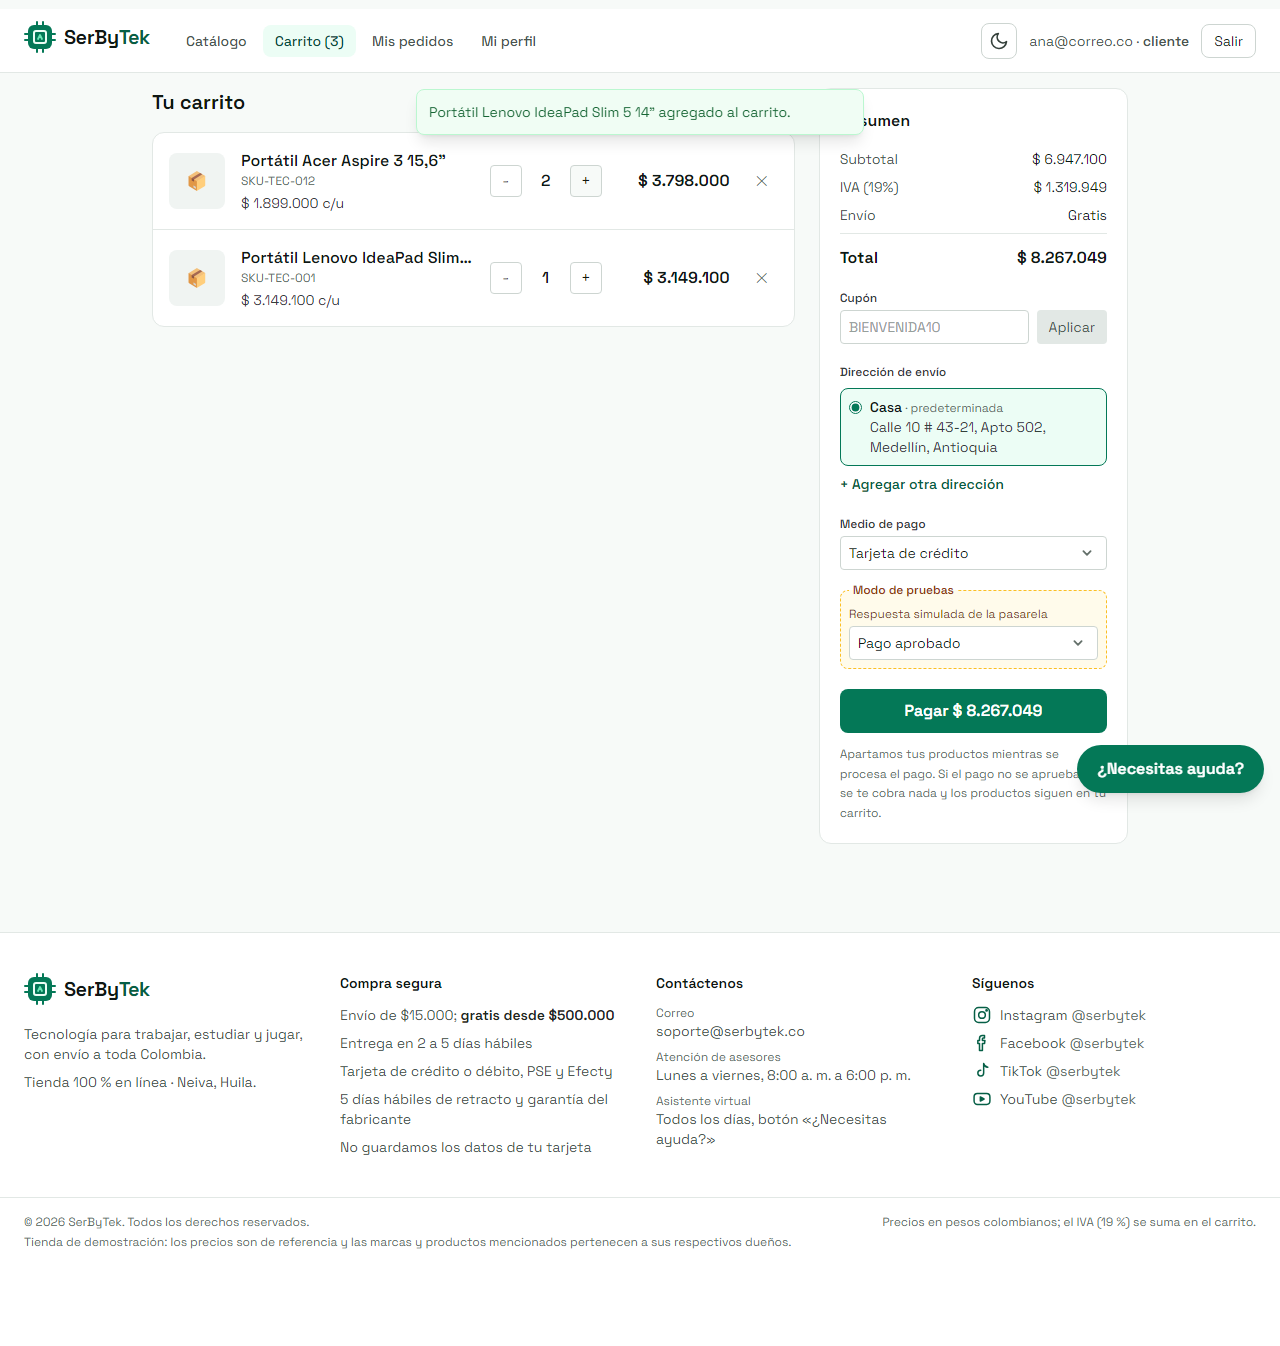 SerByTek
Catálogo
Carrito (3)
Mis pedidos
Mi perfil
ana@correo.co · cliente
Salir
Tu carrito
Portátil Lenovo IdeaPad Slim 5 14” agregado al carrito.
Portátil Acer Aspire 3 15,6”
SKU-TEC-012
$ 1.899.000 c/u
-
2
+
$ 3.798.000
Portátil Lenovo IdeaPad Slim...
SKU-TEC-001
$ 3.149.100 c/u
-
1
+
$ 3.149.100
sumen
Subtotal
$ 6.947.100
IVA (19%)
$ 1.319.949
Envío
Gratis
Total
$ 8.267.049
Cupón
BIENVENIDA10
Aplicar
Dirección de envío
Casa · predeterminada
Calle 10 # 43-21, Apto 502,
Medellín, Antioquia
+ Agregar otra dirección
Medio de pago
Tarjeta de crédito
Modo de pruebas
Respuesta simulada de la pasarela
Pago aprobado
Pagar $ 8.267.049
Apartamos tus productos mientras se
procesa el pago. Si el pago no se aprueba
se te cobra nada y los productos siguen en tu
carrito.
¿Necesitas ayuda?
SerByTek
Tecnología para trabajar, estudiar y jugar,
con envío a toda Colombia.
Tienda 100 % en línea · Neiva, Huila.
Compra segura
Envío de $15.000; gratis desde $500.000
Entrega en 2 a 5 días hábiles
Tarjeta de crédito o débito, PSE y Efecty
5 días hábiles de retracto y garantía del
fabricante
No guardamos los datos de tu tarjeta
Contáctenos
Correo
soporte@serbytek.co
Atención de asesores
Lunes a viernes, 8:00 a. m. a 6:00 p. m.
Asistente virtual
Todos los días, botón «¿Necesitas
ayuda?»
Síguenos
Instagram @serbytek
Facebook @serbytek
TikTok @serbytek
YouTube @serbytek
© 2026 SerByTek. Todos los derechos reservados.
Precios en pesos colombianos; el IVA (19 %) se suma en el carrito.
Tienda de demostración: los precios son de referencia y las marcas y productos mencionados pertenecen a sus respectivos dueños.